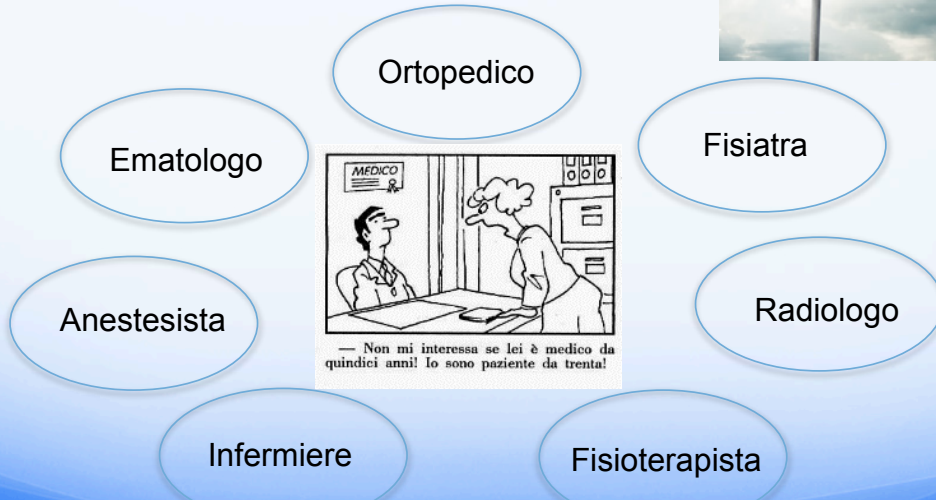 Ortopedico
Ematologo
Fisiatra
MEDICO
Anestesista
Radiologo
— Non mi interessa se lei è medico da
quindici anni! Io sono paziente da trenta!
Infermiere
Fisioterapista